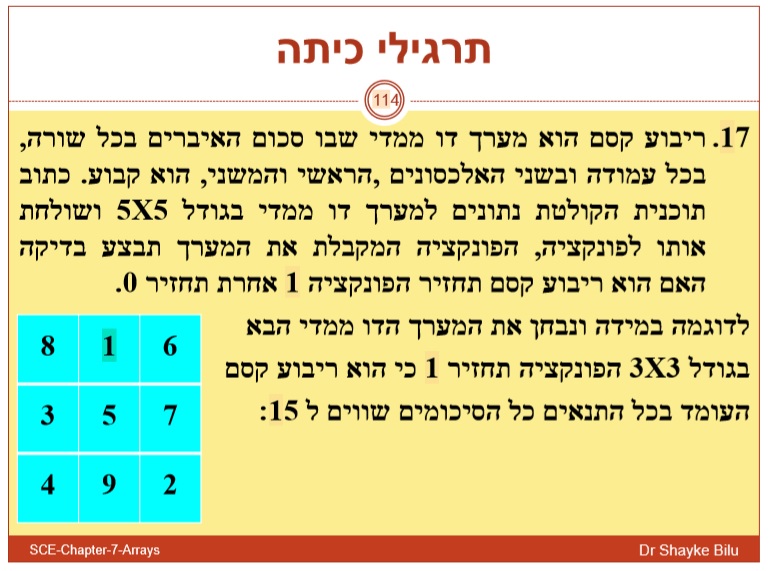 תרגילי כיתה
114
17. ריבוע קסם הוא מערך דו ממדי שבו סכום האיברים בכל שורה,
בכל עמודה ובשני האלכסונים ,הראשי והמשני, הוא קבוע. כתוב
תוכנית הקולטת נתונים למערך דו ממדי בגודל 5X5 ושולחת
אותו לפונקציה, הפונקציה המקבלת את המערך תבצע בדיקה
האם הוא ריבוע קסם תחזיר הפונקציה 1 אחרת תחזיר 0.
לדוגמה במידה ונבחן את המערך הדו ממדי הבא
בגודל 3X3 הפונקציה תחזיר 1 כי הוא ריבוע קסם
העומד בכל התנאים כל הסיכומים שווים ל 15:
8 1 6
3 5 7
4 9 2
SCE-Chapter-7-Arrays
Dr Shayke Bilu